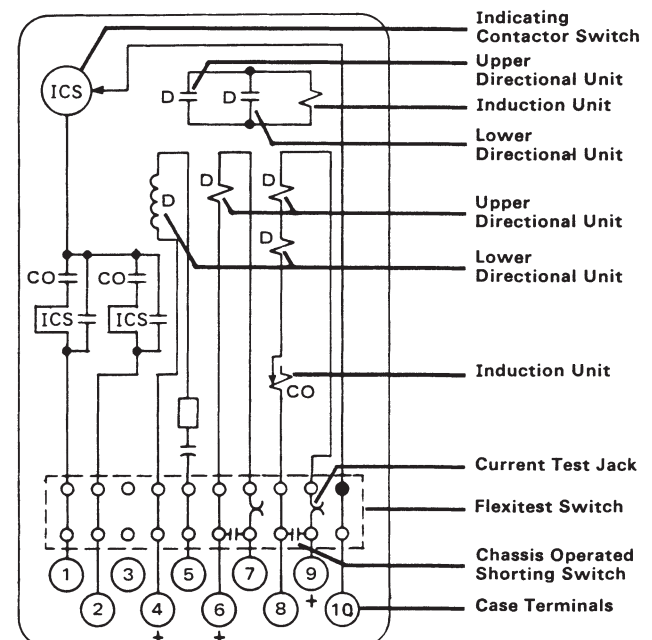 Indicating
Contactor Switch
Upper
Directional Unit
Induction Unit
Lower
Directional Unit
Upper
Directional Unit
Lower
Directional Unit
Induction Unit
Current Test Jack
Flexitest Switch
Chassis Operated
Shorting Switch
Case Terminals
ICS
D D
D D D
D
CO CO
ICS ICS
CO
1 3 5 7 9
2 4 6 8 10
+ + +